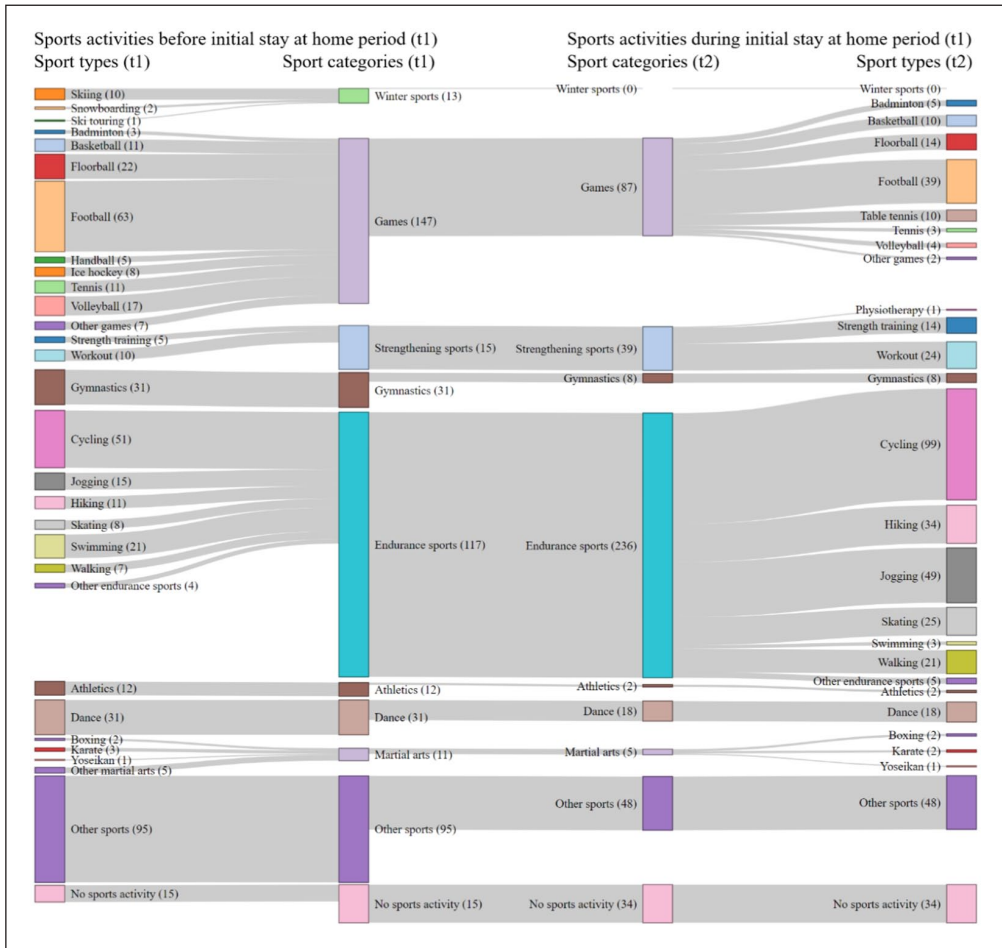 Sports activities before initial stay at home period (t1)
Sports activities during initial stay at home period (t1)
Sport types (t1)
Sport categories (t1)
Sport categories (t2)
Sport types (t2)
Skiing (10)
Snowboarding (2)
Ski touring (1)
Badminton (3)
Basketball (11)
Floorball (22)
Football (63)
Handball (5)
Ice hockey (8)
Tennis (11)
Volleyball (17)
Other games (7)
Strength training (5)
Workout (10)
Gymnastics (31)
Cycling (51)
Jogging (15)
Hiking (11)
Skating (8)
Swimming (21)
Walking (7)
Other endurance sports (4)
Athletics (12)
Dance (31)
Boxing (2)
Karate (3)
Yoseikan (1)
Other martial arts (5)
Other sports (95)
No sports activity (15)
Winter sports (13)
Games (147)
Strengthening sports (15)
Gymnastics (31)
Endurance sports (117)
Athletics (12)
Dance (31)
Martial arts (11)
Other sports (95)
No sports activity (15)
Winter sports (0)
Games (87)
Strengthening sports (39)
Gymnastics (8)
Endurance sports (236)
Athletics (2)
Dance (18)
Martial arts (5)
Other sports (48)
No sports activity (34)
Winter sports (0)
Badminton (5)
Basketball (10)
Floorball (14)
Football (39)
Table tennis (10)
Tennis (3)
Volleyball (4)
Other games (2)
Physiotherapy (1)
Strength training (14)
Workout (24)
Gymnastics (8)
Cycling (99)
Hiking (34)
Jogging (49)
Skating (25)
Swimming (3)
Walking (21)
Other endurance sports (5)
Athletics (2)
Dance (18)
Boxing (2)
Karate (2)
Yoseikan (1)
Other sports (48)
No sports activity (34)